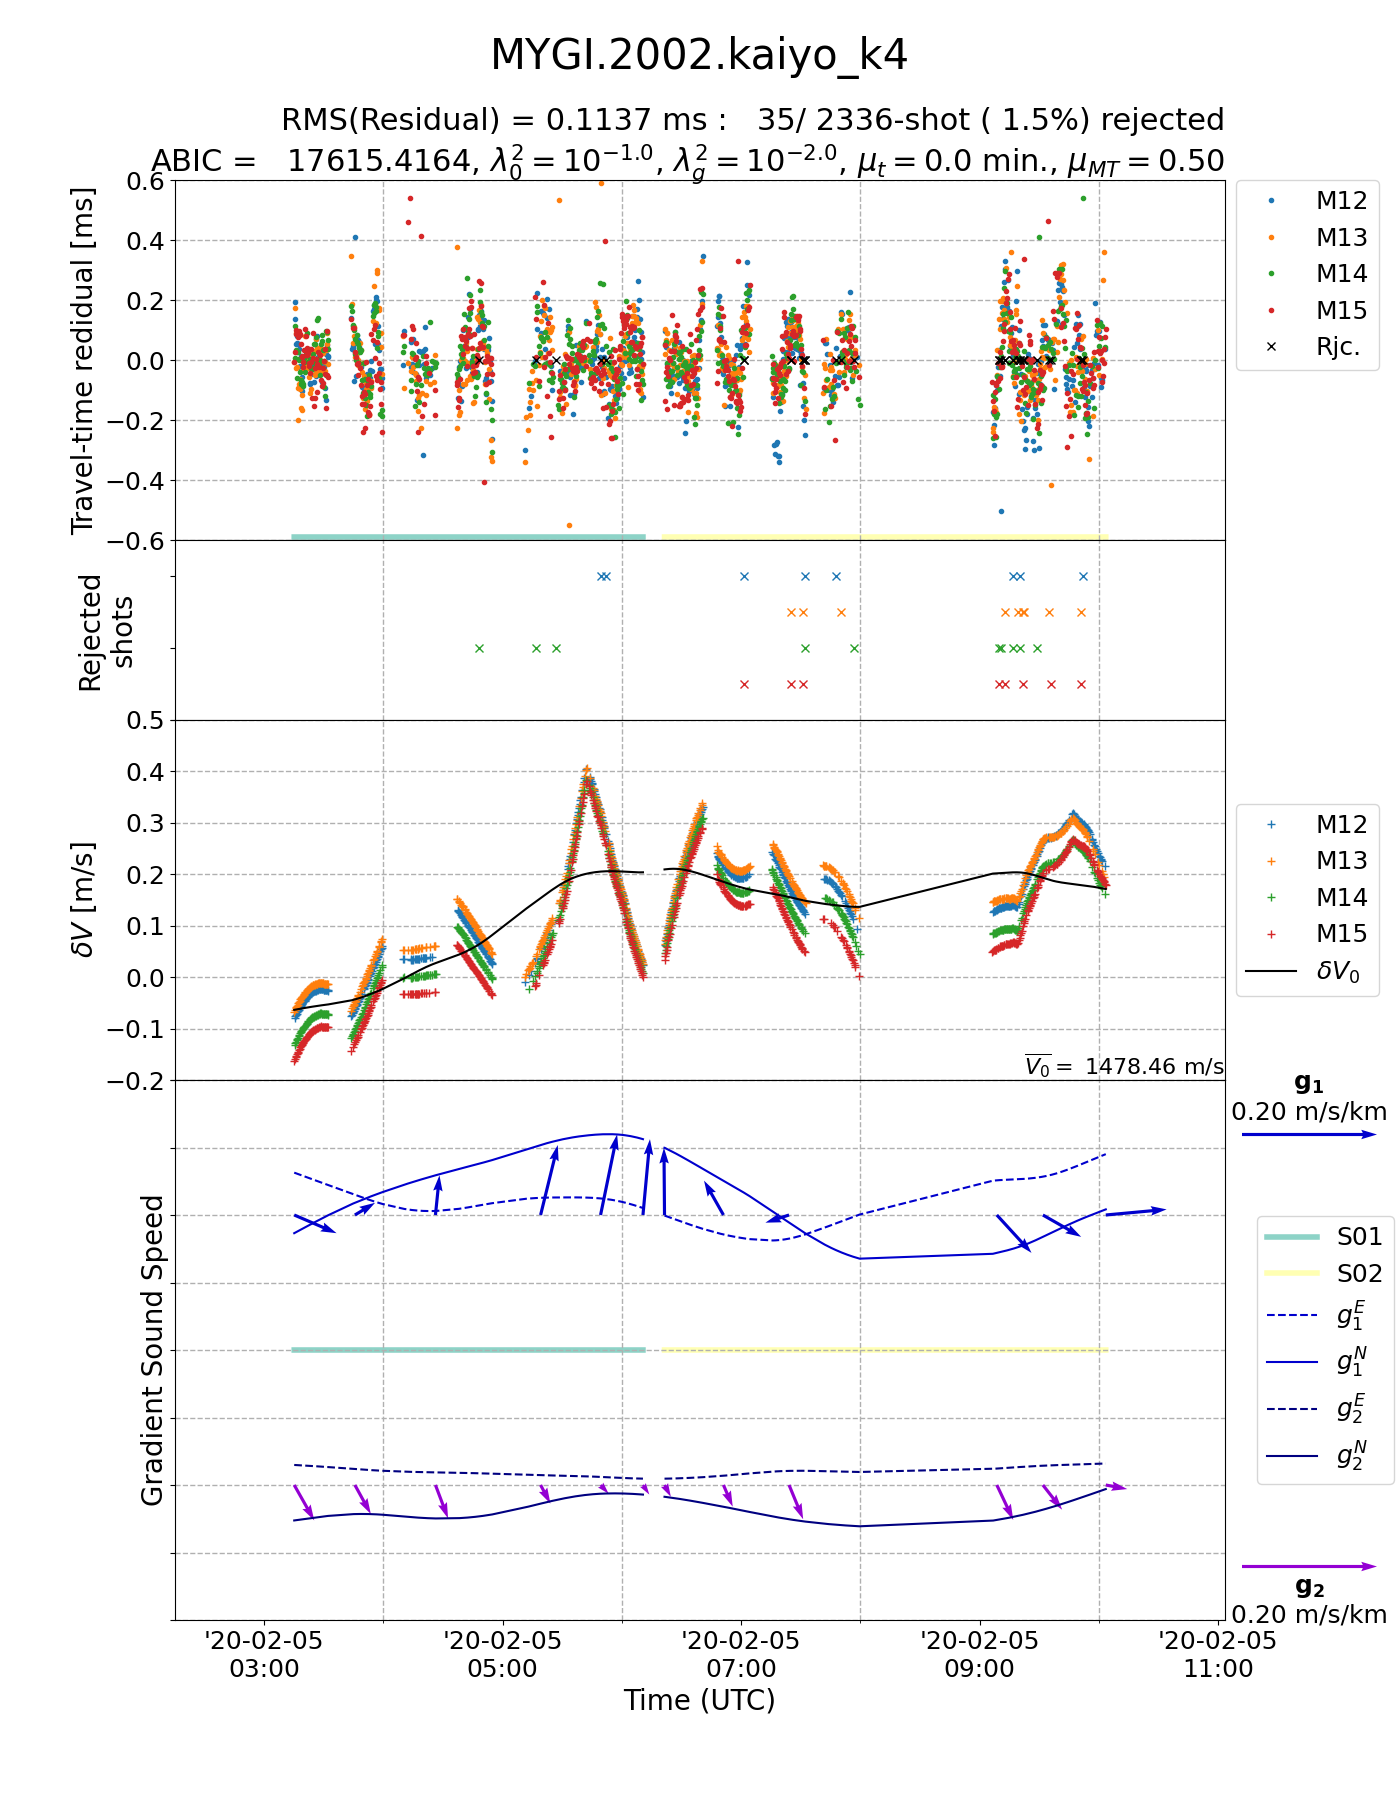 MYGI.2002.kaiyo_k4
RMS(Residual) = 0.1137 ms :   35/ 2336-shot ( 1.5%) rejected
ABIC =   17615.4164, λ₀² = 10⁻¹·⁰, λg² = 10⁻²·⁰, μt = 0.0 min., μMT = 0.50
Travel-time redidual [ms]
0.6
0.4
0.2
0.0
−0.2
−0.4
−0.6
M12
M13
M14
M15
Rjc.
Rejected
shots
δV [m/s]
0.5
0.4
0.3
0.2
0.1
0.0
−0.1
−0.2
V̅₀ = 1478.46 m/s
M12
M13
M14
M15
δV₀
Gradient Sound Speed
g₁
0.20 m/s/km
S01
S02
g₁ᴱ
g₁ᴺ
g₂ᴱ
g₂ᴺ
g₂
0.20 m/s/km
'20-02-05 '20-02-05 '20-02-05 '20-02-05 '20-02-05
03:00 05:00 07:00 09:00 11:00
Time (UTC)